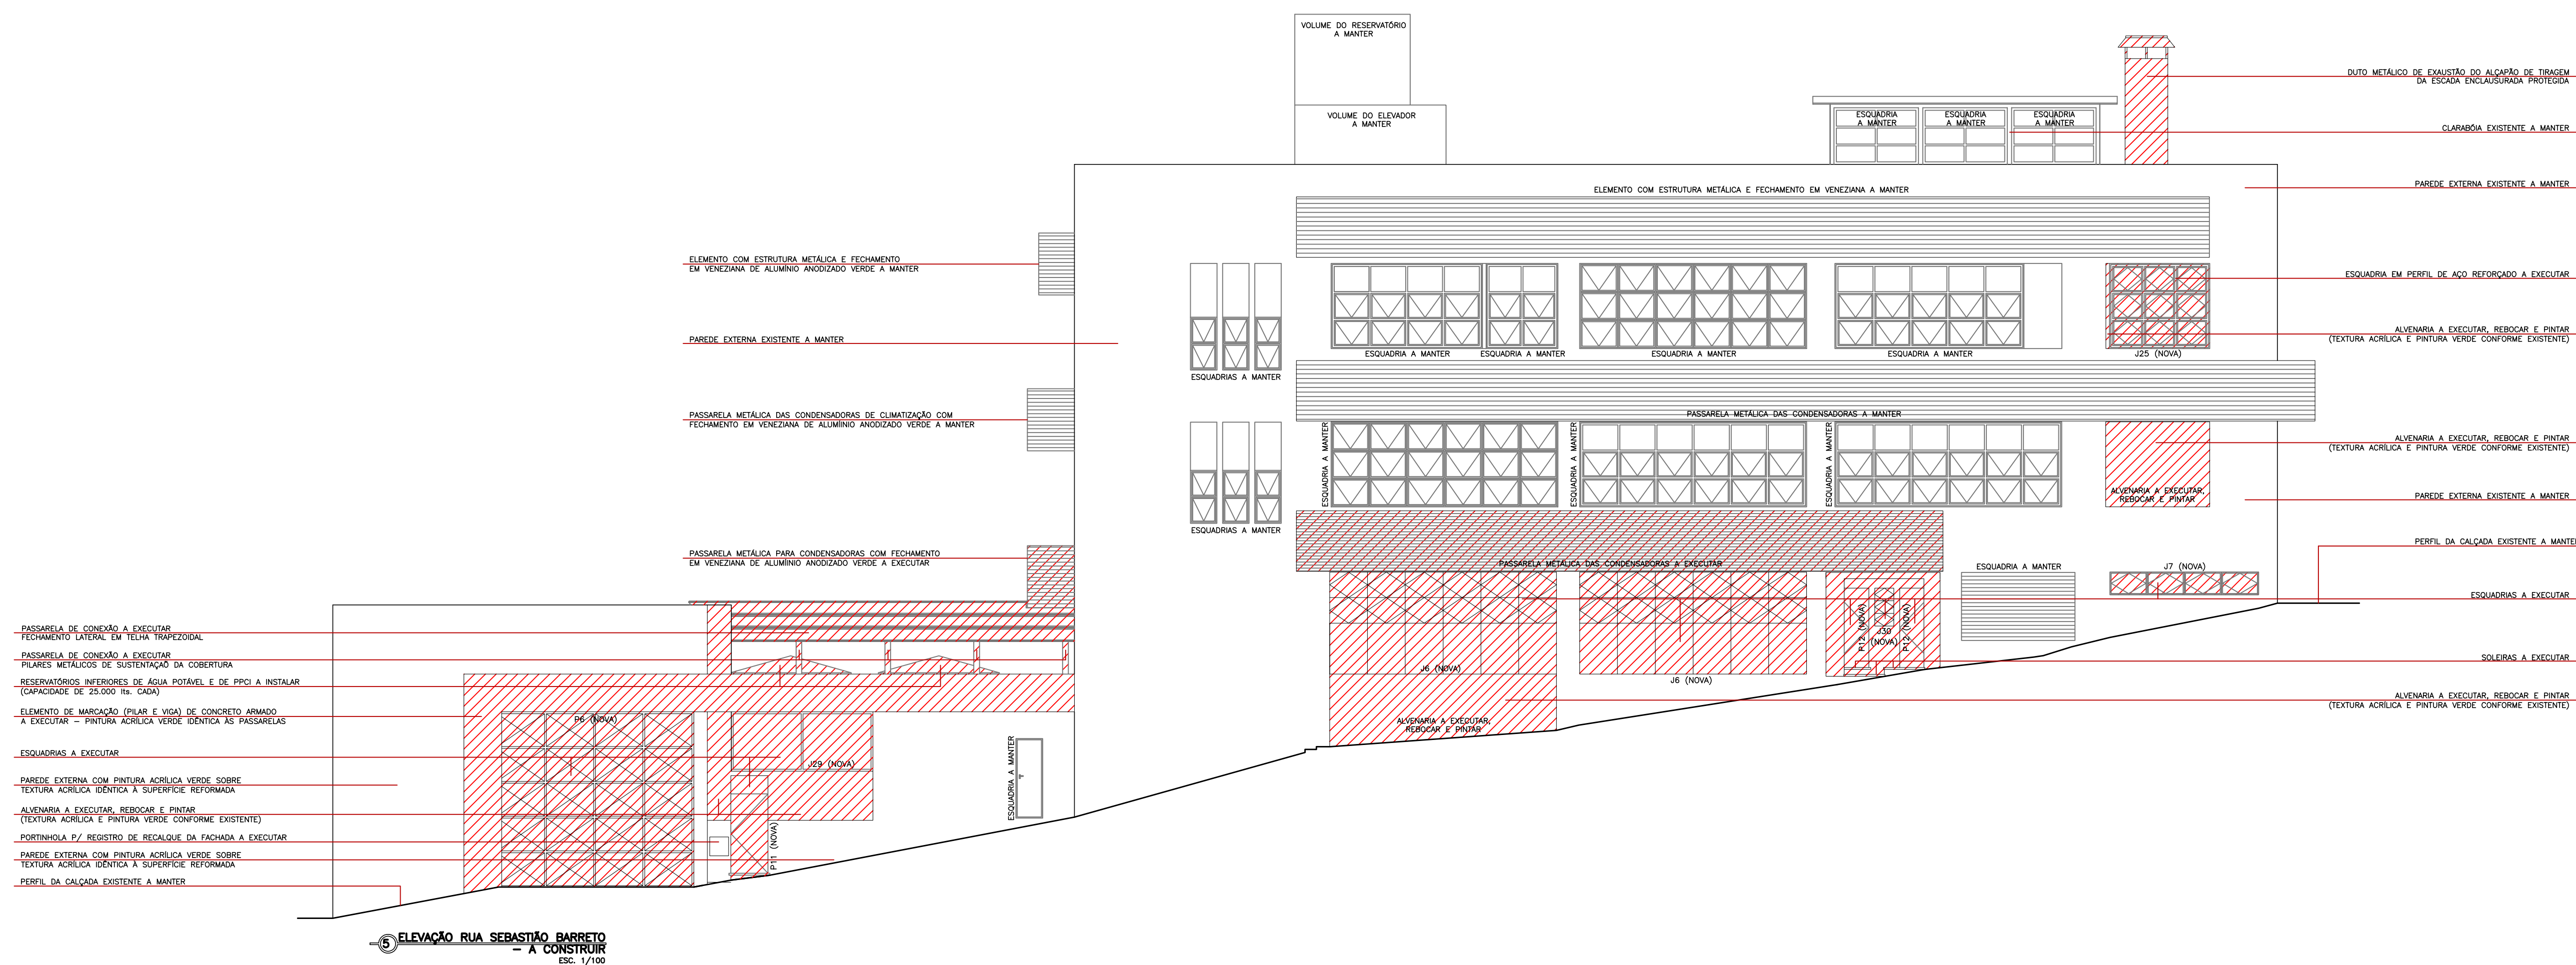 VOLUME DO RESERVATÓRIO
A MANTER
VOLUME DO ELEVADOR
A MANTER
ESQUADRIA
A MANTER
ESQUADRIA
A MANTER
ESQUADRIA
A MANTER
DUTO METÁLICO DE EXAUSTÃO DO ALÇAPÃO DE TIRAGEM
DA ESCADA ENCLAUSURADA PROTEGIDA
CLARABÓIA EXISTENTE A MANTER
PAREDE EXTERNA EXISTENTE A MANTER
ELEMENTO COM ESTRUTURA METÁLICA E FECHAMENTO EM VENEZIANA A MANTER
ELEMENTO COM ESTRUTURA METÁLICA E FECHAMENTO
EM VENEZIANA DE ALUMÍNIO ANODIZADO VERDE A MANTER
ESQUADRIA EM PERFIL DE AÇO REFORÇADO A EXECUTAR
PAREDE EXTERNA EXISTENTE A MANTER
ALVENARIA A EXECUTAR, REBOCAR E PINTAR
(TEXTURA ACRÍLICA E PINTURA VERDE CONFORME EXISTENTE)
ESQUADRIA A MANTER
ESQUADRIA A MANTER
ESQUADRIA A MANTER
ESQUADRIA A MANTER
J25 (NOVA)
ESQUADRIAS A MANTER
PASSARELA METÁLICA DAS CONDENSADORAS DE CLIMATIZAÇÃO COM
FECHAMENTO EM VENEZIANA DE ALUMÍINIO ANODIZADO VERDE A MANTER
PASSARELA METÁLICA DAS CONDENSADORAS A MANTER
ESQUADRIA A MANTER
ESQUADRIA A MANTER
ESQUADRIA A MANTER
ALVENARIA A EXECUTAR, REBOCAR E PINTAR
(TEXTURA ACRÍLICA E PINTURA VERDE CONFORME EXISTENTE)
ALVENARIA A EXECUTAR,
REBOCAR E PINTAR
PAREDE EXTERNA EXISTENTE A MANTER
ESQUADRIAS A MANTER
PERFIL DA CALÇADA EXISTENTE A MANTER
PASSARELA METÁLICA PARA CONDENSADORAS COM FECHAMENTO
EM VENEZIANA DE ALUMÍINIO ANODIZADO VERDE A EXECUTAR
PASSARELA METÁLICA DAS CONDENSADORAS A EXECUTAR
ESQUADRIA A MANTER
J7 (NOVA)
ESQUADRIAS A EXECUTAR
P12 (NOVA)
J30
(NOVA)
P12 (NOVA)
SOLEIRAS A EXECUTAR
J6 (NOVA)
J6 (NOVA)
ALVENARIA A EXECUTAR, REBOCAR E PINTAR
(TEXTURA ACRÍLICA E PINTURA VERDE CONFORME EXISTENTE)
ALVENARIA A EXECUTAR,
REBOCAR E PINTAR
PASSARELA DE CONEXÃO A EXECUTAR
FECHAMENTO LATERAL EM TELHA TRAPEZOIDAL
PASSARELA DE CONEXÃO A EXECUTAR
PILARES METÁLICOS DE SUSTENTAÇAÕ DA COBERTURA
RESERVATÓRIOS INFERIORES DE ÁGUA POTÁVEL E DE PPCI A INSTALAR
(CAPACIDADE DE 25.000 lts. CADA)
ELEMENTO DE MARCAÇÃO (PILAR E VIGA) DE CONCRETO ARMADO
A EXECUTAR – PINTURA ACRÍLICA VERDE IDÊNTICA ÀS PASSARELAS
P6 (NOVA)
ESQUADRIAS A EXECUTAR
J29 (NOVA)
ESQUADRIA A MANTER
PAREDE EXTERNA COM PINTURA ACRÍLICA VERDE SOBRE
TEXTURA ACRÍLICA IDÊNTICA À SUPERFÍCIE REFORMADA
ALVENARIA A EXECUTAR, REBOCAR E PINTAR
(TEXTURA ACRÍLICA E PINTURA VERDE CONFORME EXISTENTE)
PORTINHOLA P/ REGISTRO DE RECALQUE DA FACHADA A EXECUTAR
P11 (NOVA)
PAREDE EXTERNA COM PINTURA ACRÍLICA VERDE SOBRE
TEXTURA ACRÍLICA IDÊNTICA À SUPERFÍCIE REFORMADA
PERFIL DA CALÇADA EXISTENTE A MANTER
5 ELEVAÇÃO RUA SEBASTIÃO BARRETO
– A CONSTRUIR
ESC. 1/100